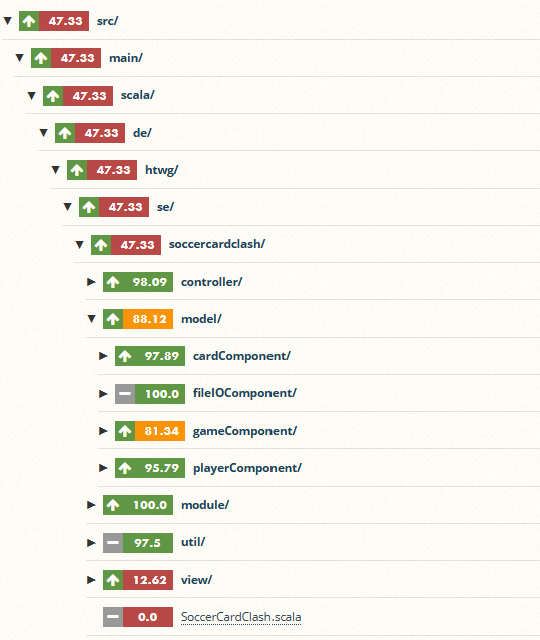 47.33 src/
47.33 main/
47.33 scala/
47.33 de/
47.33 htwg/
47.33 se/
47.33 soccercardclash/
98.09 controller/
88.12 model/
97.89 cardComponent/
100.0 fileIOComponent/
81.34 gameComponent/
95.79 playerComponent/
100.0 module/
97.5 util/
12.62 view/
0.0 SoccerCardClash.scala